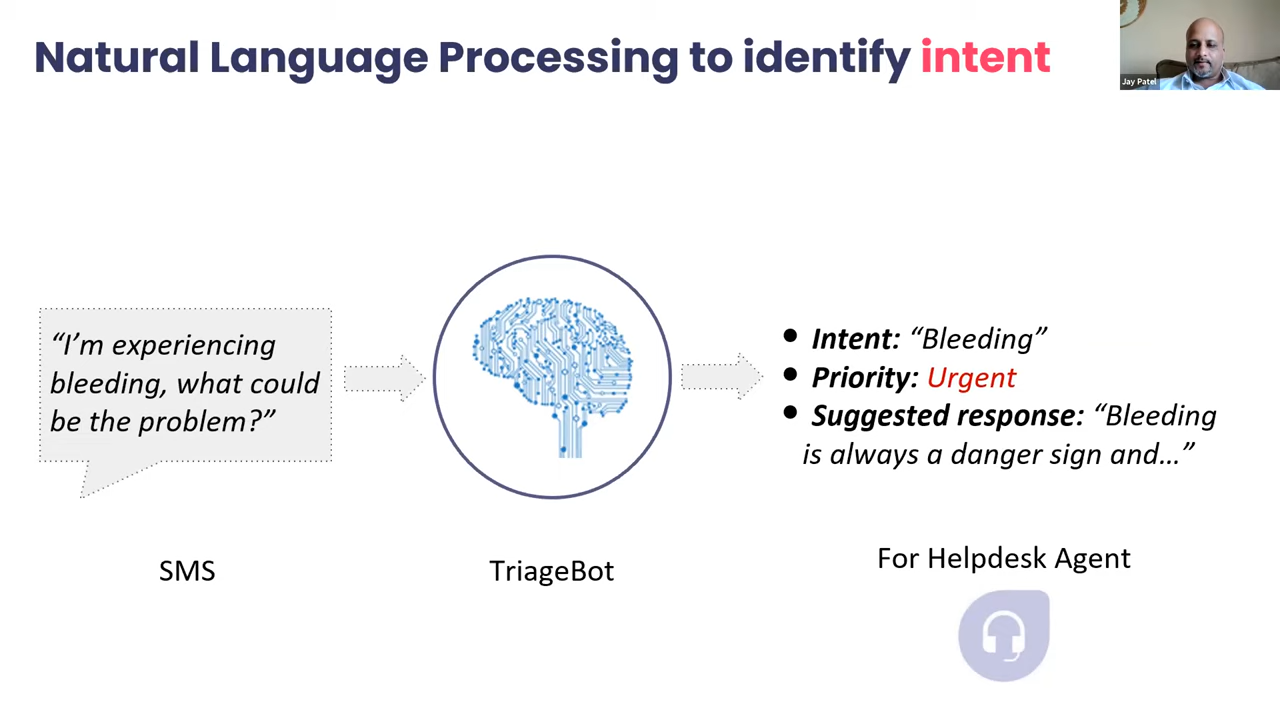 Natural Language Processing to identify intent
Jay Patel
“I’m experiencing
bleeding, what could
be the problem?”
• Intent: “Bleeding”
• Priority: Urgent
• Suggested response: “Bleeding
is always a danger sign and…”
SMS
TriageBot
For Helpdesk Agent